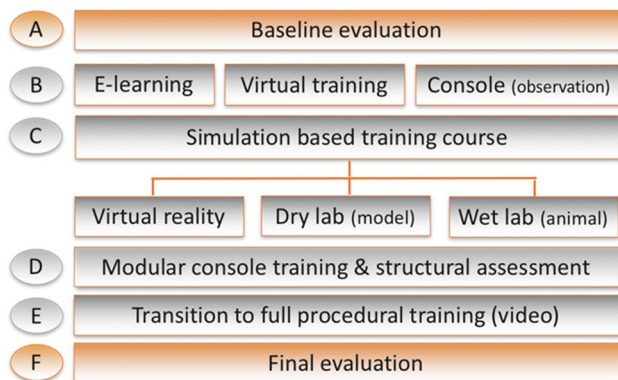 A Baseline evaluation
B E-learning Virtual training Console (observation)
C Simulation based training course
Virtual reality Dry lab (model) Wet lab (animal)
D Modular console training & structural assessment
E Transition to full procedural training (video)
F Final evaluation